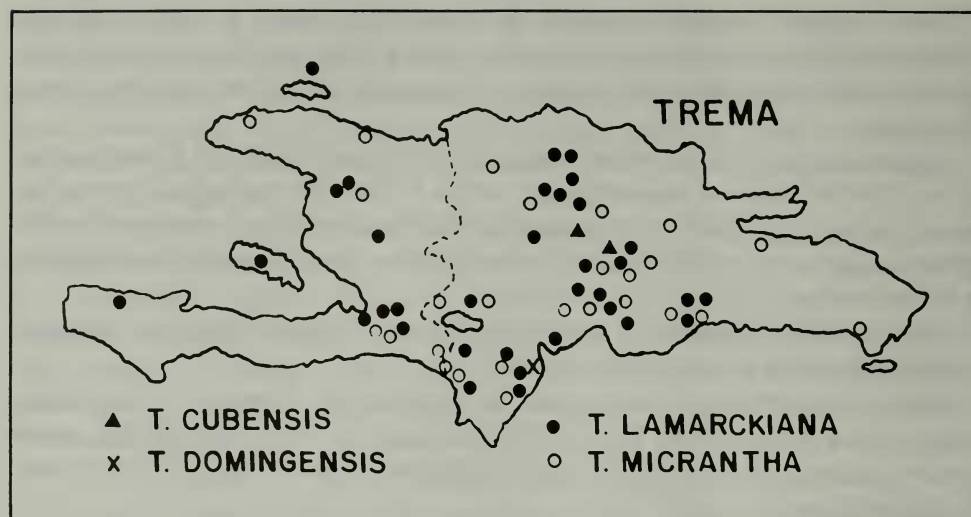 TREMA
▲ T. CUBENSIS
x T. DOMINGENSIS
● T. LAMARCKIANA
○ T. MICRANTHA